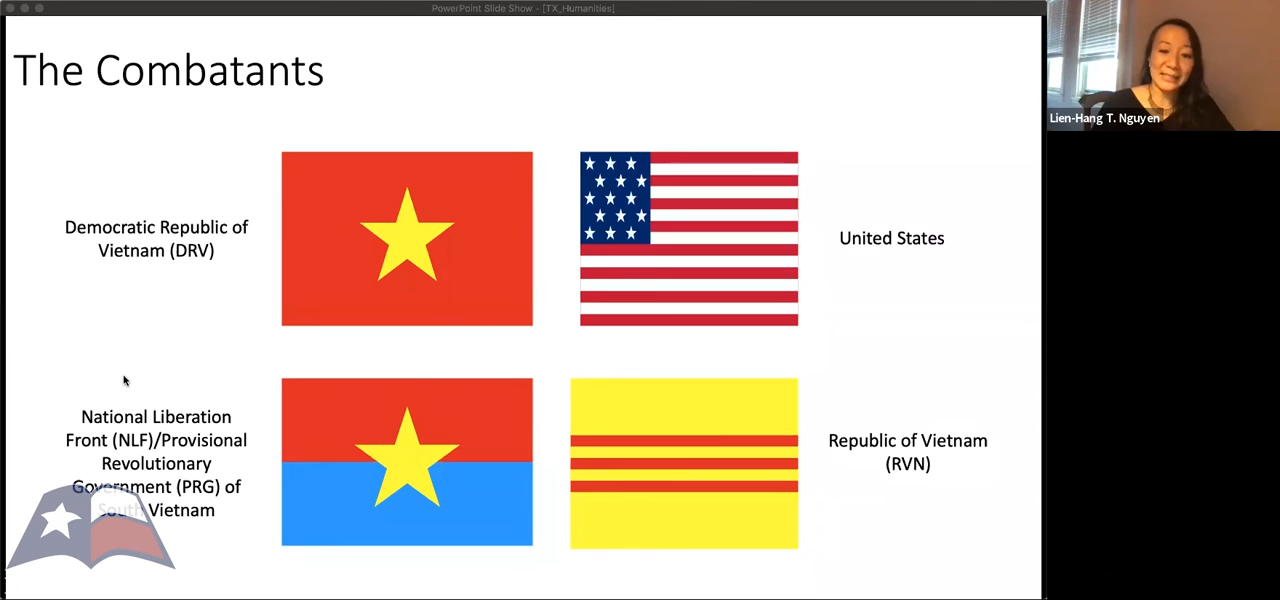 PowerPoint Slide Show - [TX_Humanities]
The Combatants
Lien-Hang T. Nguyen
Democratic Republic of
Vietnam (DRV)
United States
National Liberation
Front (NLF)/Provisional
Revolutionary
Government (PRG) of
South Vietnam
Republic of Vietnam
(RVN)